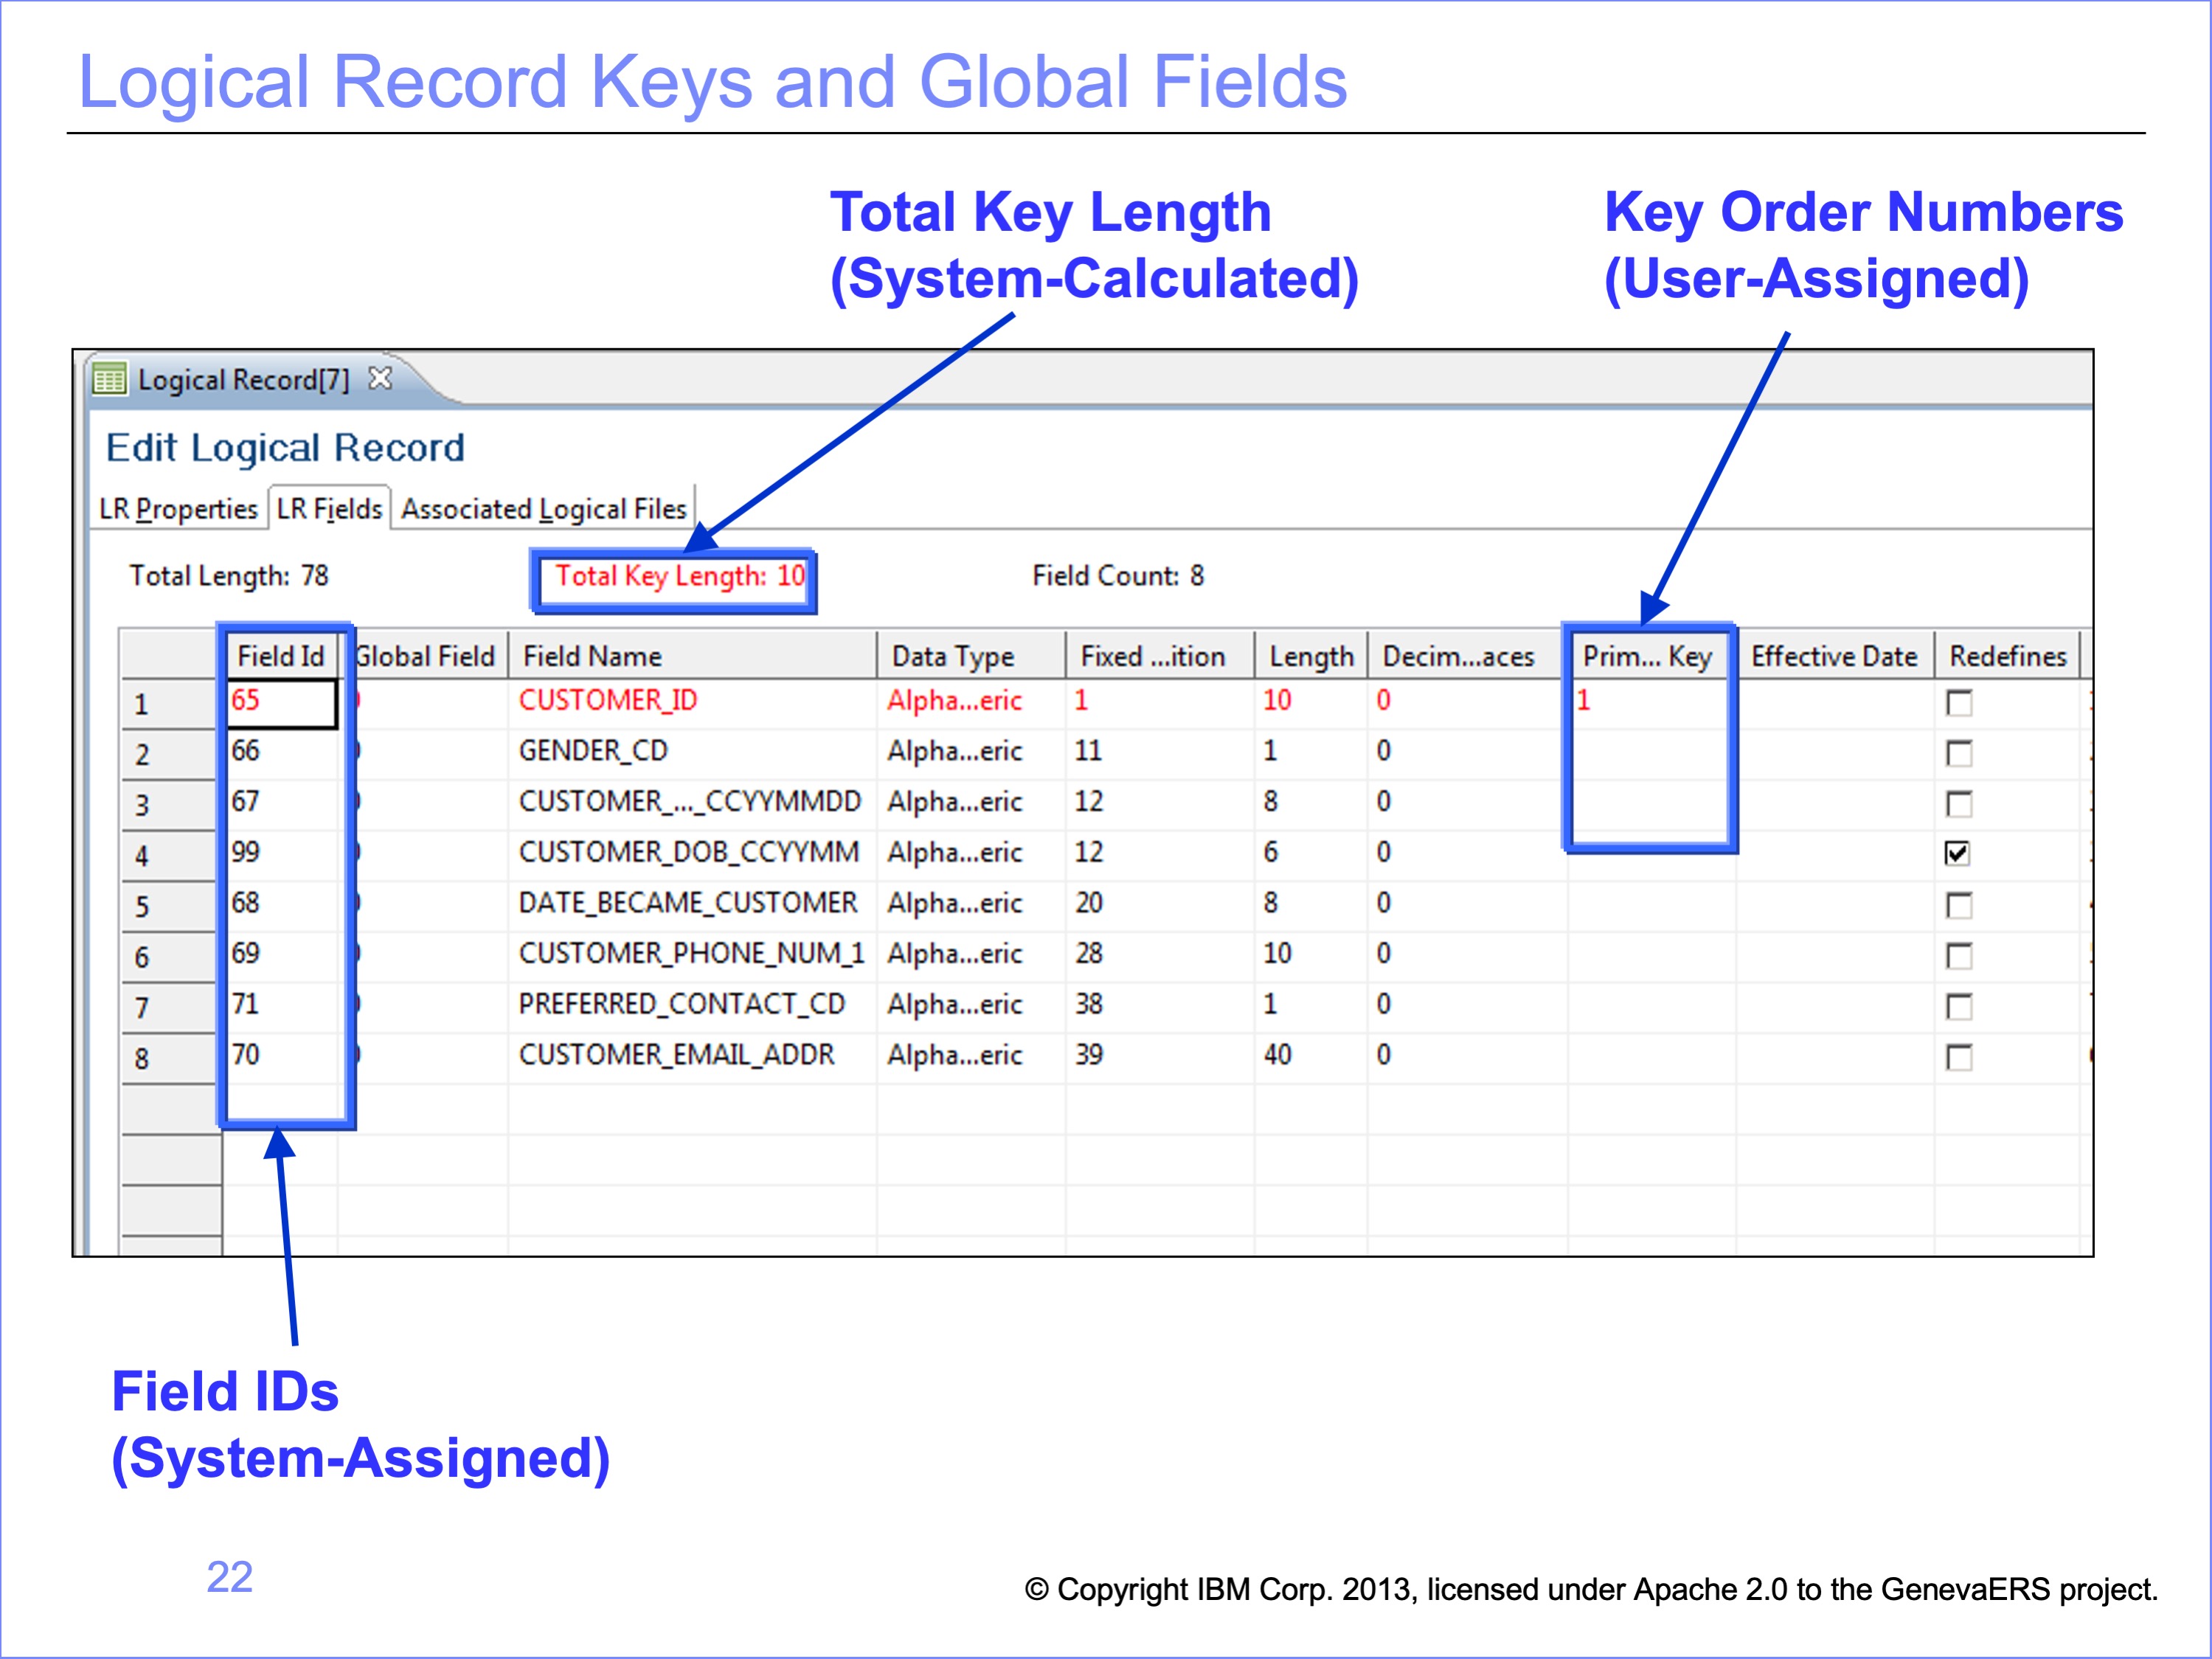 Logical Record Keys and Global Fields
Total Key Length
(System-Calculated)
Key Order Numbers
(User-Assigned)
Logical Record[7]
Edit Logical Record
LR Properties LR Fields Associated Logical Files
Total Length: 78 Total Key Length: 10 Field Count: 8
Field Id Global Field Field Name Data Type Fixed ...ition Length Decim...aces Prim... Key Effective Date Redefines
1 65 CUSTOMER_ID Alpha...eric 1 10 0 1
2 66 GENDER_CD Alpha...eric 11 1 0
3 67 CUSTOMER_..._CCYYMMDD Alpha...eric 12 8 0
4 99 CUSTOMER_DOB_CCYYMM Alpha...eric 12 6 0
5 68 DATE_BECAME_CUSTOMER Alpha...eric 20 8 0
6 69 CUSTOMER_PHONE_NUM_1 Alpha...eric 28 10 0
7 71 PREFERRED_CONTACT_CD Alpha...eric 38 1 0
8 70 CUSTOMER_EMAIL_ADDR Alpha...eric 39 40 0
Field IDs
(System-Assigned)
22
© Copyright IBM Corp. 2013, licensed under Apache 2.0 to the GenevaERS project.